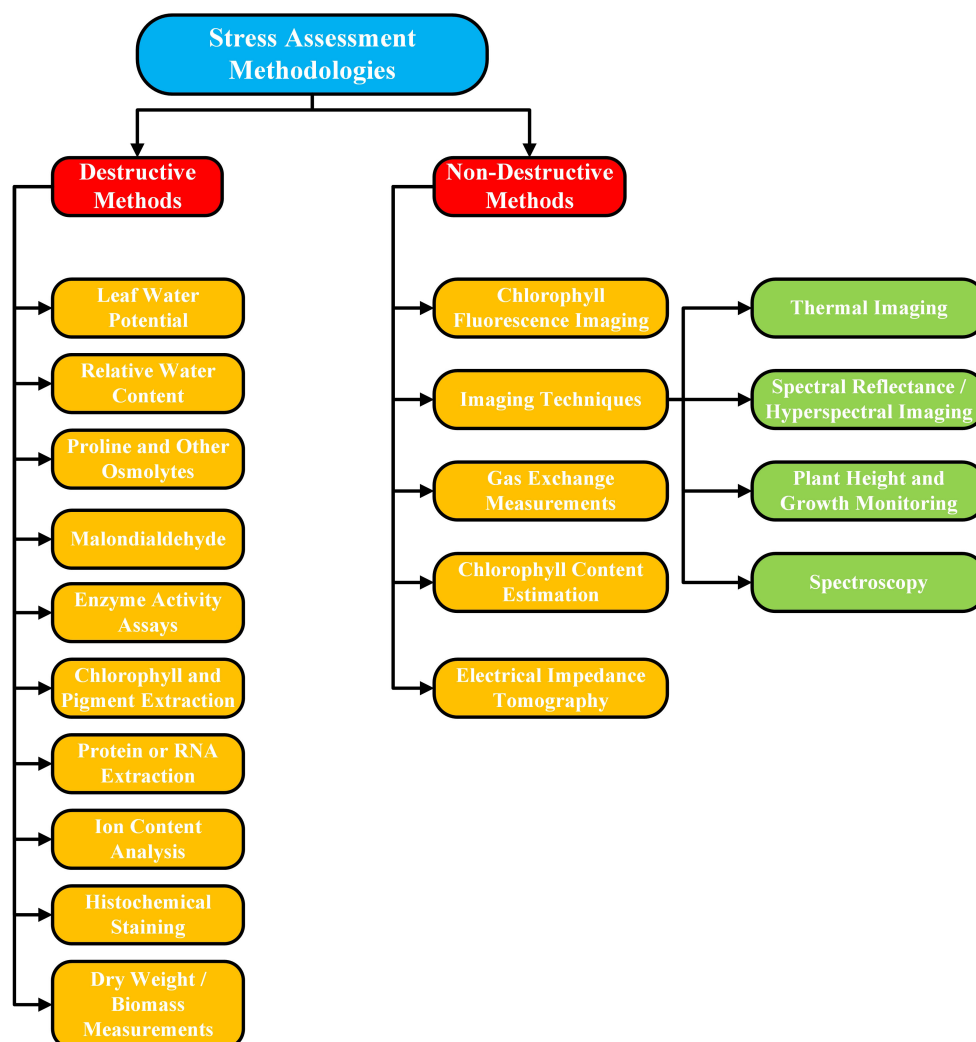 Stress Assessment
Methodologies
Destructive
Methods
Non-Destructive
Methods
Leaf Water
Potential
Relative Water
Content
Proline and Other
Osmolytes
Malondialdehyde
Enzyme Activity
Assays
Chlorophyll and
Pigment Extraction
Protein or RNA
Extraction
Ion Content
Analysis
Histochemical
Staining
Dry Weight /
Biomass
Measurements
Chlorophyll
Fluorescence Imaging
Imaging Techniques
Gas Exchange
Measurements
Chlorophyll Content
Estimation
Electrical Impedance
Tomography
Thermal Imaging
Spectral Reflectance /
Hyperspectral Imaging
Plant Height and
Growth Monitoring
Spectroscopy